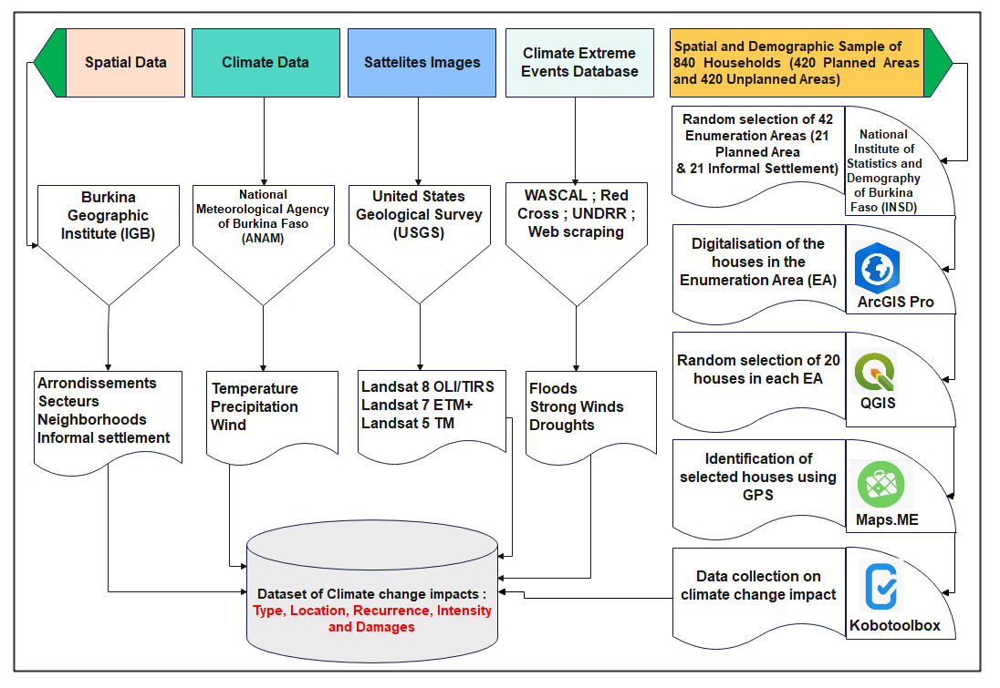 Spatial Data
Climate Data
Sattelites Images
Climate Extreme
Events Database
Spatial and Demographic Sample of
840 Households (420 Planned Areas
and 420 Unplanned Areas)
Burkina
Geographic
Institute (IGB)
National
Meteorological Agency
of Burkina Faso
(ANAM)
United States
Geological Survey
(USGS)
WASCAL ; Red
Cross ; UNDRR ;
Web scraping
Arrondissements
Secteurs
Neighborhoods
Informal settlement
Temperature
Precipitation
Wind
Landsat 8 OLI/TIRS
Landsat 7 ETM+
Landsat 5 TM
Floods
Strong Winds
Droughts
Dataset of Climate change impacts :
Type, Location, Recurrence, Intensity
and Damages
Random selection of 42
Enumeration Areas (21
Planned Area
& 21 Informal Settlement)
National
Institute of
Statistics and
Demography
of Burkina
Faso (INSD)
Digitalisation of the
houses in the
Enumeration Area (EA)
ArcGIS Pro
Random selection of 20
houses in each EA
QGIS
Identification of
selected houses using
GPS
Maps.ME
Data collection on
climate change impact
Kobotoolbox